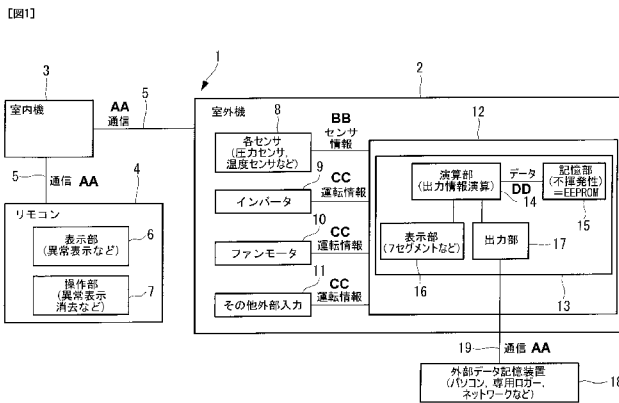 [図1]
1
3
室内機
AA
通信
5
2
室外機
8
各センサ
(圧力センサ、
温度センサなど)
BB
センサ
情報
12
5
通信 AA
4
リモコン
表示部
(異常表示など)
6
操作部
(異常表示
消去など)
7
9
インバータ
CC
運転情報
10
ファンモータ
CC
運転情報
11
その他外部入力
CC
運転情報
演算部
(出力情報演算)
14
データ
DD
記憶部
(不揮発性)
=EEPROM
15
表示部
(7セグメントなど)
16
出力部
17
13
19
通信 AA
外部データ記憶装置
(パソコン、専用ロガー、
ネットワークなど)
18